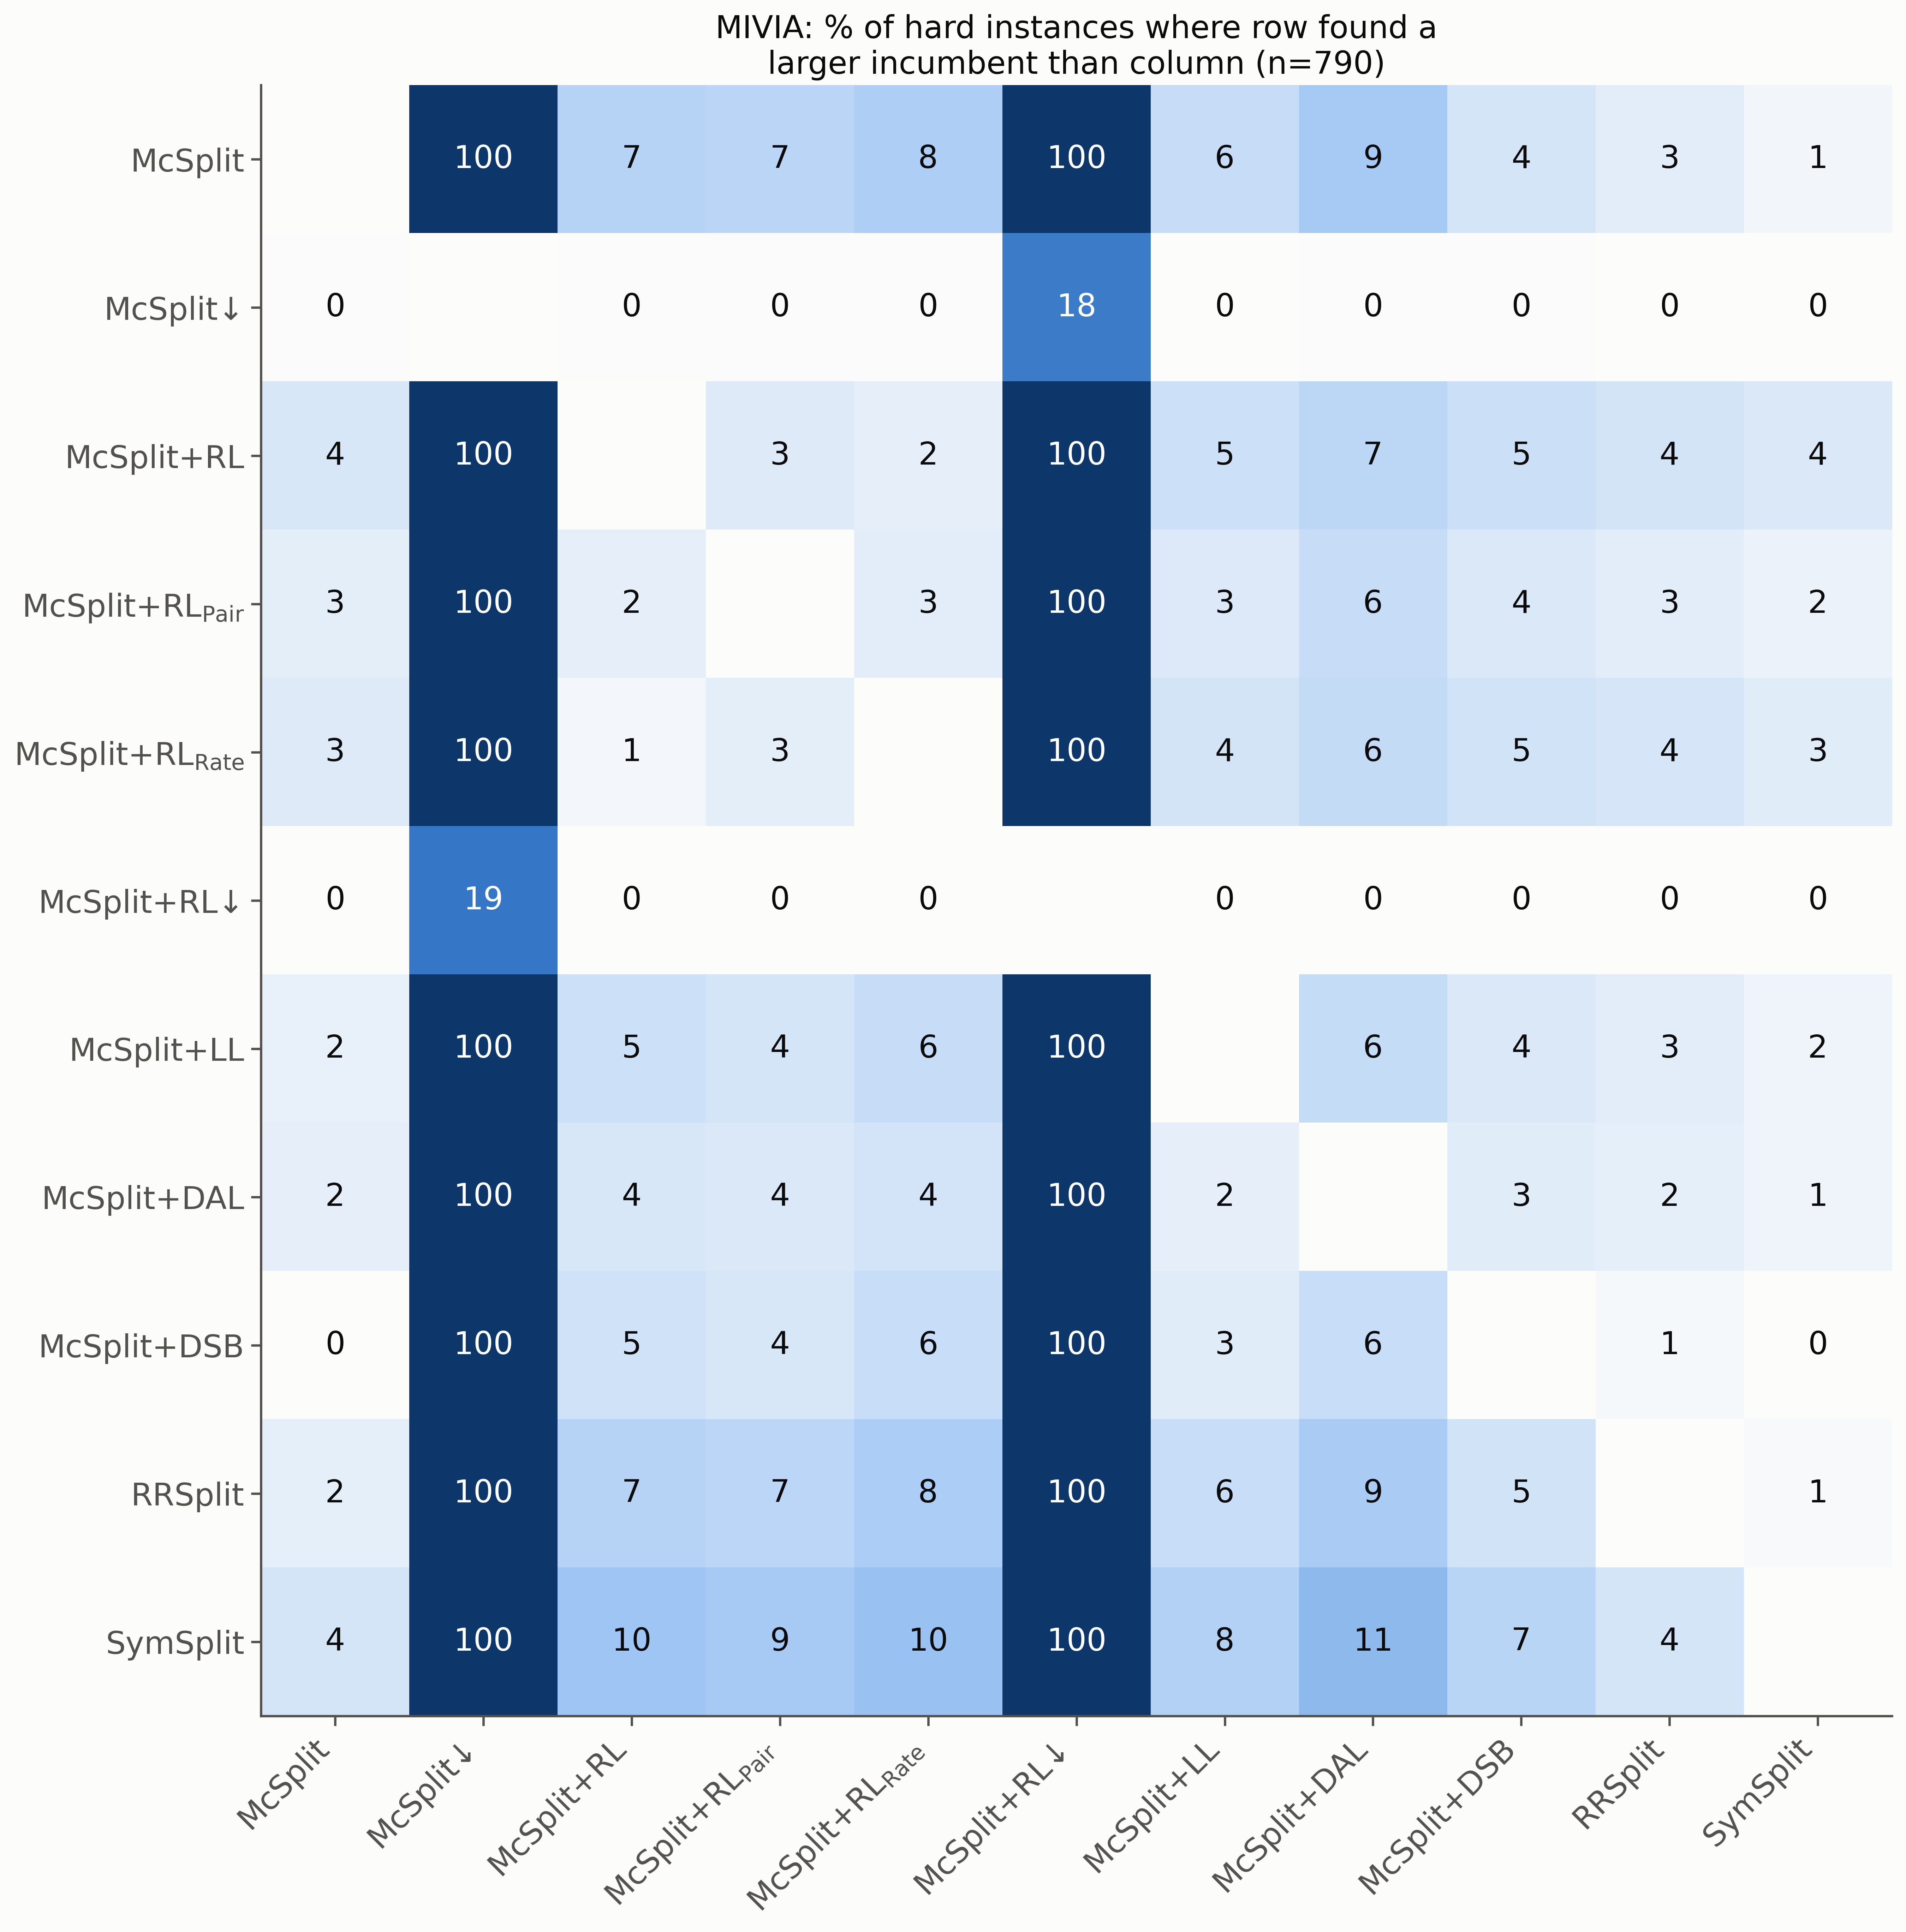 MIVIA: % of hard instances where row found a
larger incumbent than column (n=790)
McSplit 100 7 7 8 100 6 9 4 3 1
McSplit↓ 0 0 0 0 18 0 0 0 0 0
McSplit+RL 4 100 3 2 100 5 7 5 4 4
McSplit+RLPair 3 100 2 3 100 3 6 4 3 2
McSplit+RLRate 3 100 1 3 100 4 6 5 4 3
McSplit+RL↓ 0 19 0 0 0 0 0 0 0 0
McSplit+LL 2 100 5 4 6 100 6 4 3 2
McSplit+DAL 2 100 4 4 4 100 2 3 2 1
McSplit+DSB 0 100 5 4 6 100 3 6 1 0
RRSplit 2 100 7 7 8 100 6 9 5 1
SymSplit 4 100 10 9 10 100 8 11 7 4
McSplit McSplit↓ McSplit+RL McSplit+RLPair McSplit+RLRate McSplit+RL↓ McSplit+LL McSplit+DAL McSplit+DSB RRSplit SymSplit